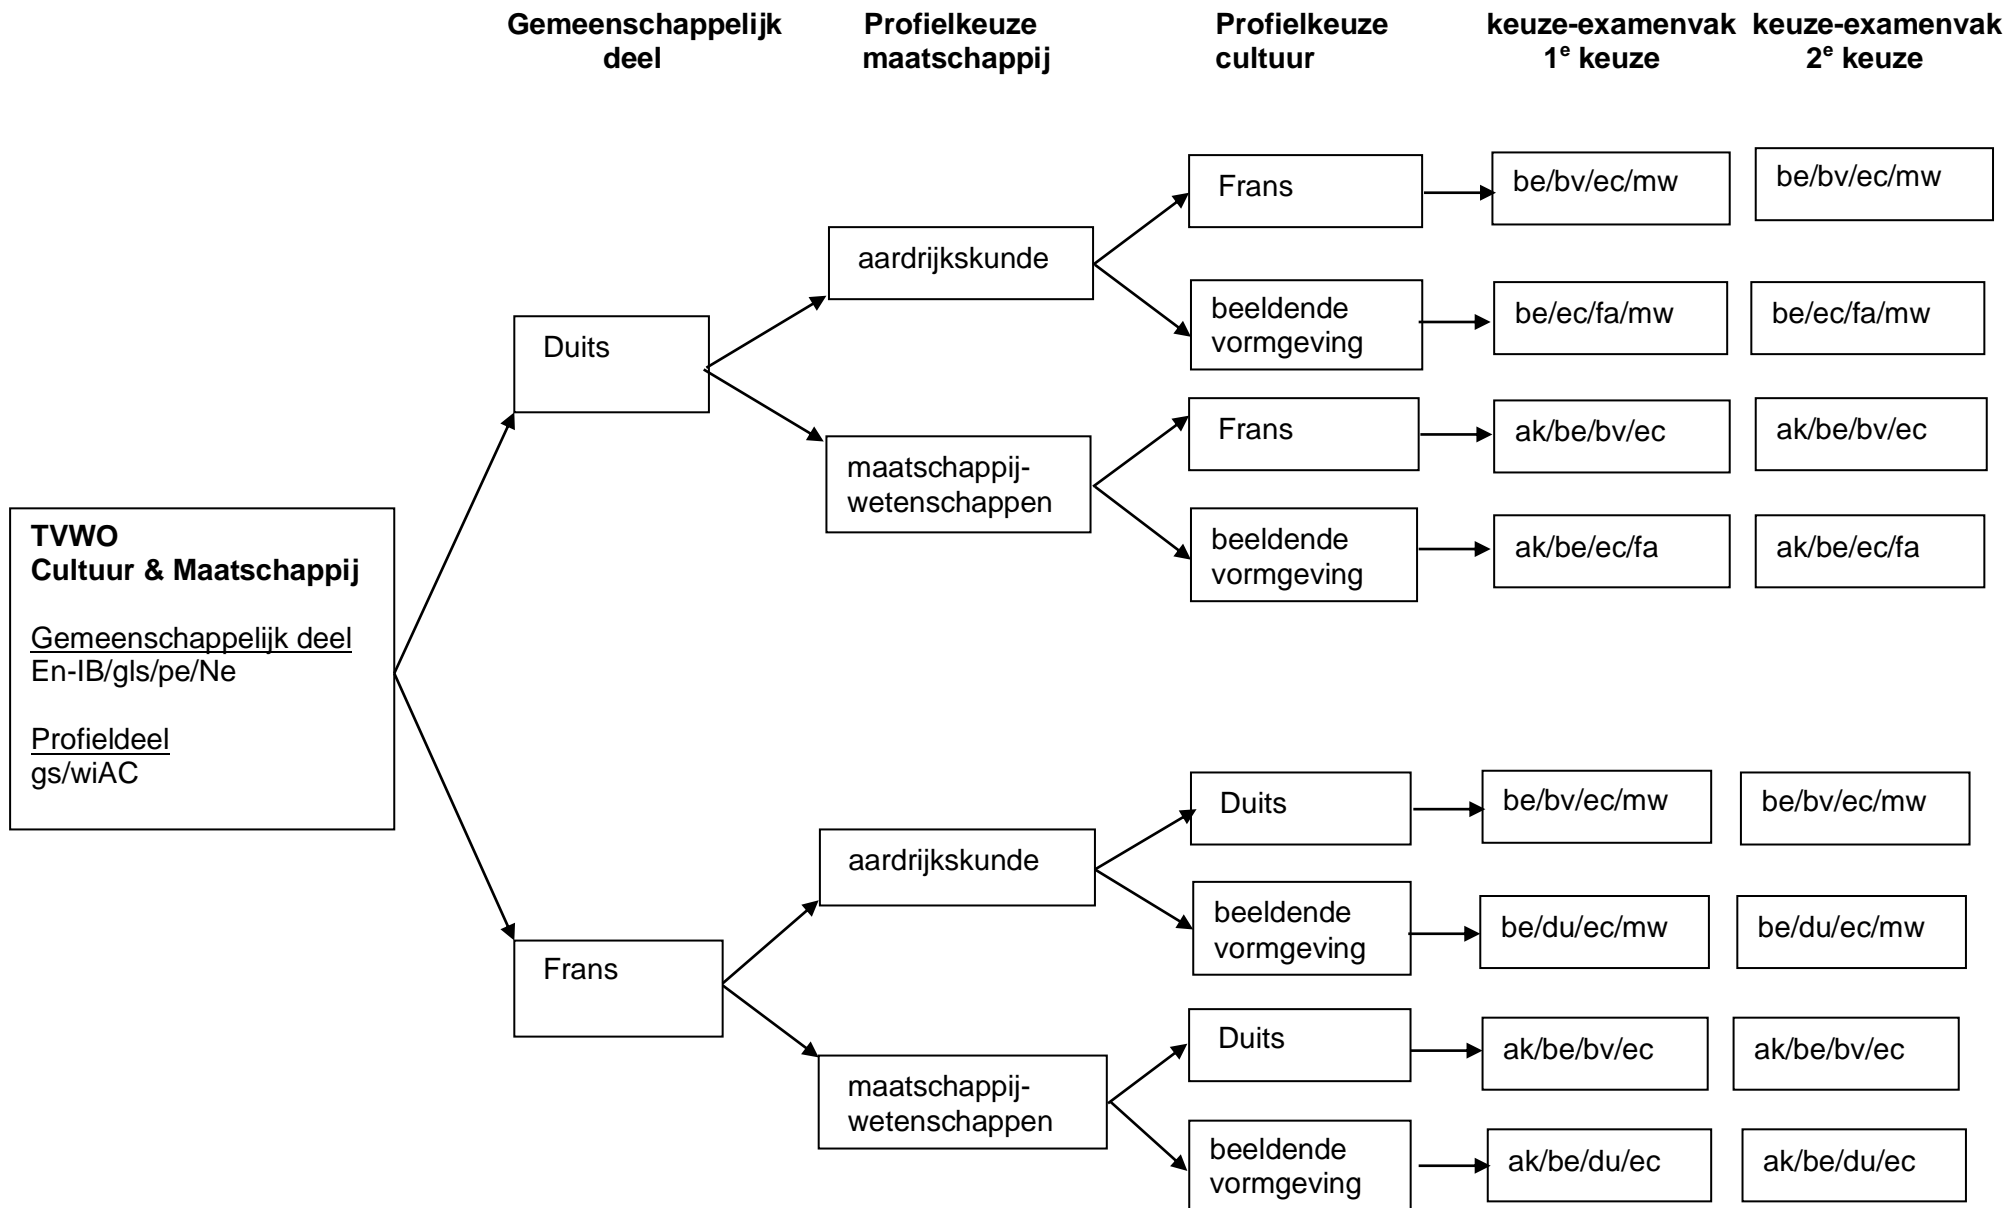 Gemeenschappelijk deel
Profielkeuze maatschappij
Profielkeuze cultuur
keuze-examenvak 1e keuze
keuze-examenvak 2e keuze
TVWO
Cultuur & Maatschappij
Gemeenschappelijk deel
En-IB/gls/pe/Ne
Profieldeel
gs/wiAC
Duits
aardrijkskunde
Frans
be/bv/ec/mw
be/bv/ec/mw
beeldende
vormgeving
be/ec/fa/mw
be/ec/fa/mw
maatschappij-
wetenschappen
Frans
ak/be/bv/ec
ak/be/bv/ec
beeldende
vormgeving
ak/be/ec/fa
ak/be/ec/fa
Frans
aardrijkskunde
Duits
be/bv/ec/mw
be/bv/ec/mw
beeldende
vormgeving
be/du/ec/mw
be/du/ec/mw
maatschappij-
wetenschappen
Duits
ak/be/bv/ec
ak/be/bv/ec
beeldende
vormgeving
ak/be/du/ec
ak/be/du/ec